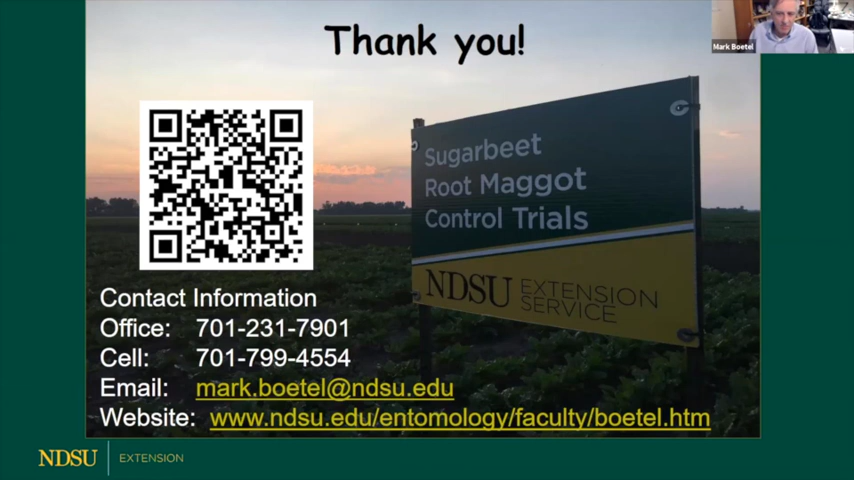 Thank you!
Mark Boetel
Sugarbeet
Root Maggot
Control Trials
NDSU EXTENSION
SERVICE
Contact Information
Office: 701-231-7901
Cell: 701-799-4554
Email: mark.boetel@ndsu.edu
Website: www.ndsu.edu/entomology/faculty/boetel.htm
NDSU EXTENSION